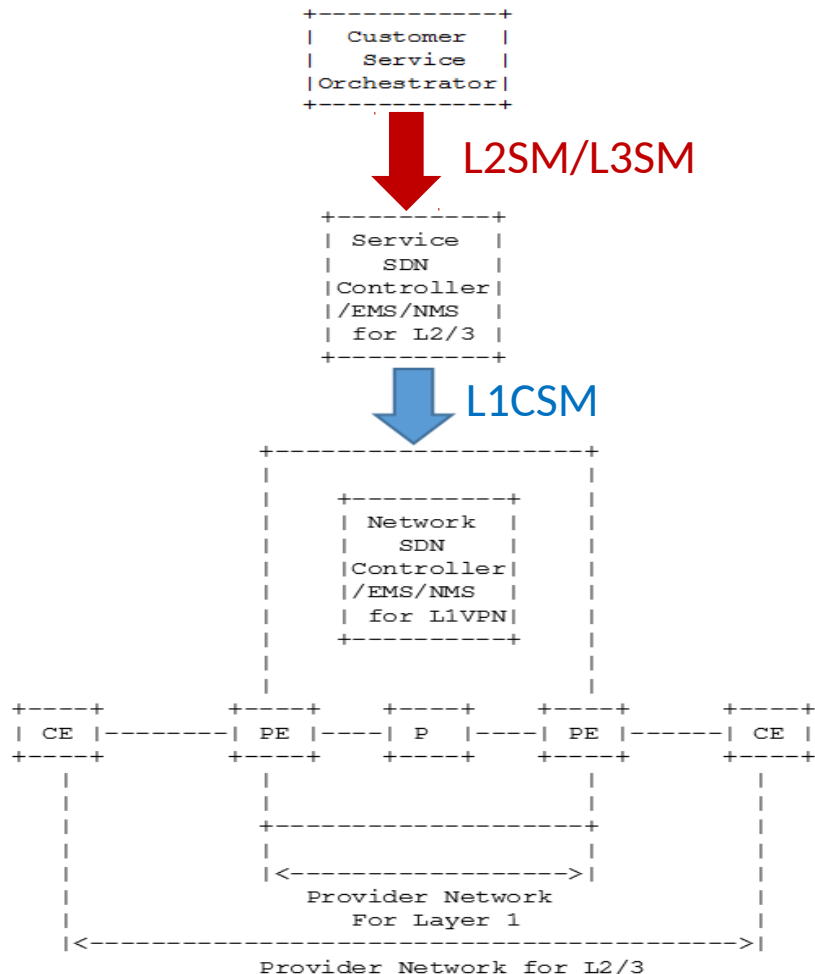 Customer
Service
Orchestrator
L2SM/L3SM
Service
SDN
Controller
/EMS/NMS
for L2/3
L1CSM
Network
SDN
Controller
/EMS/NMS
for L1VPN
CE PE P PE CE
Provider Network
For Layer 1
Provider Network for L2/3